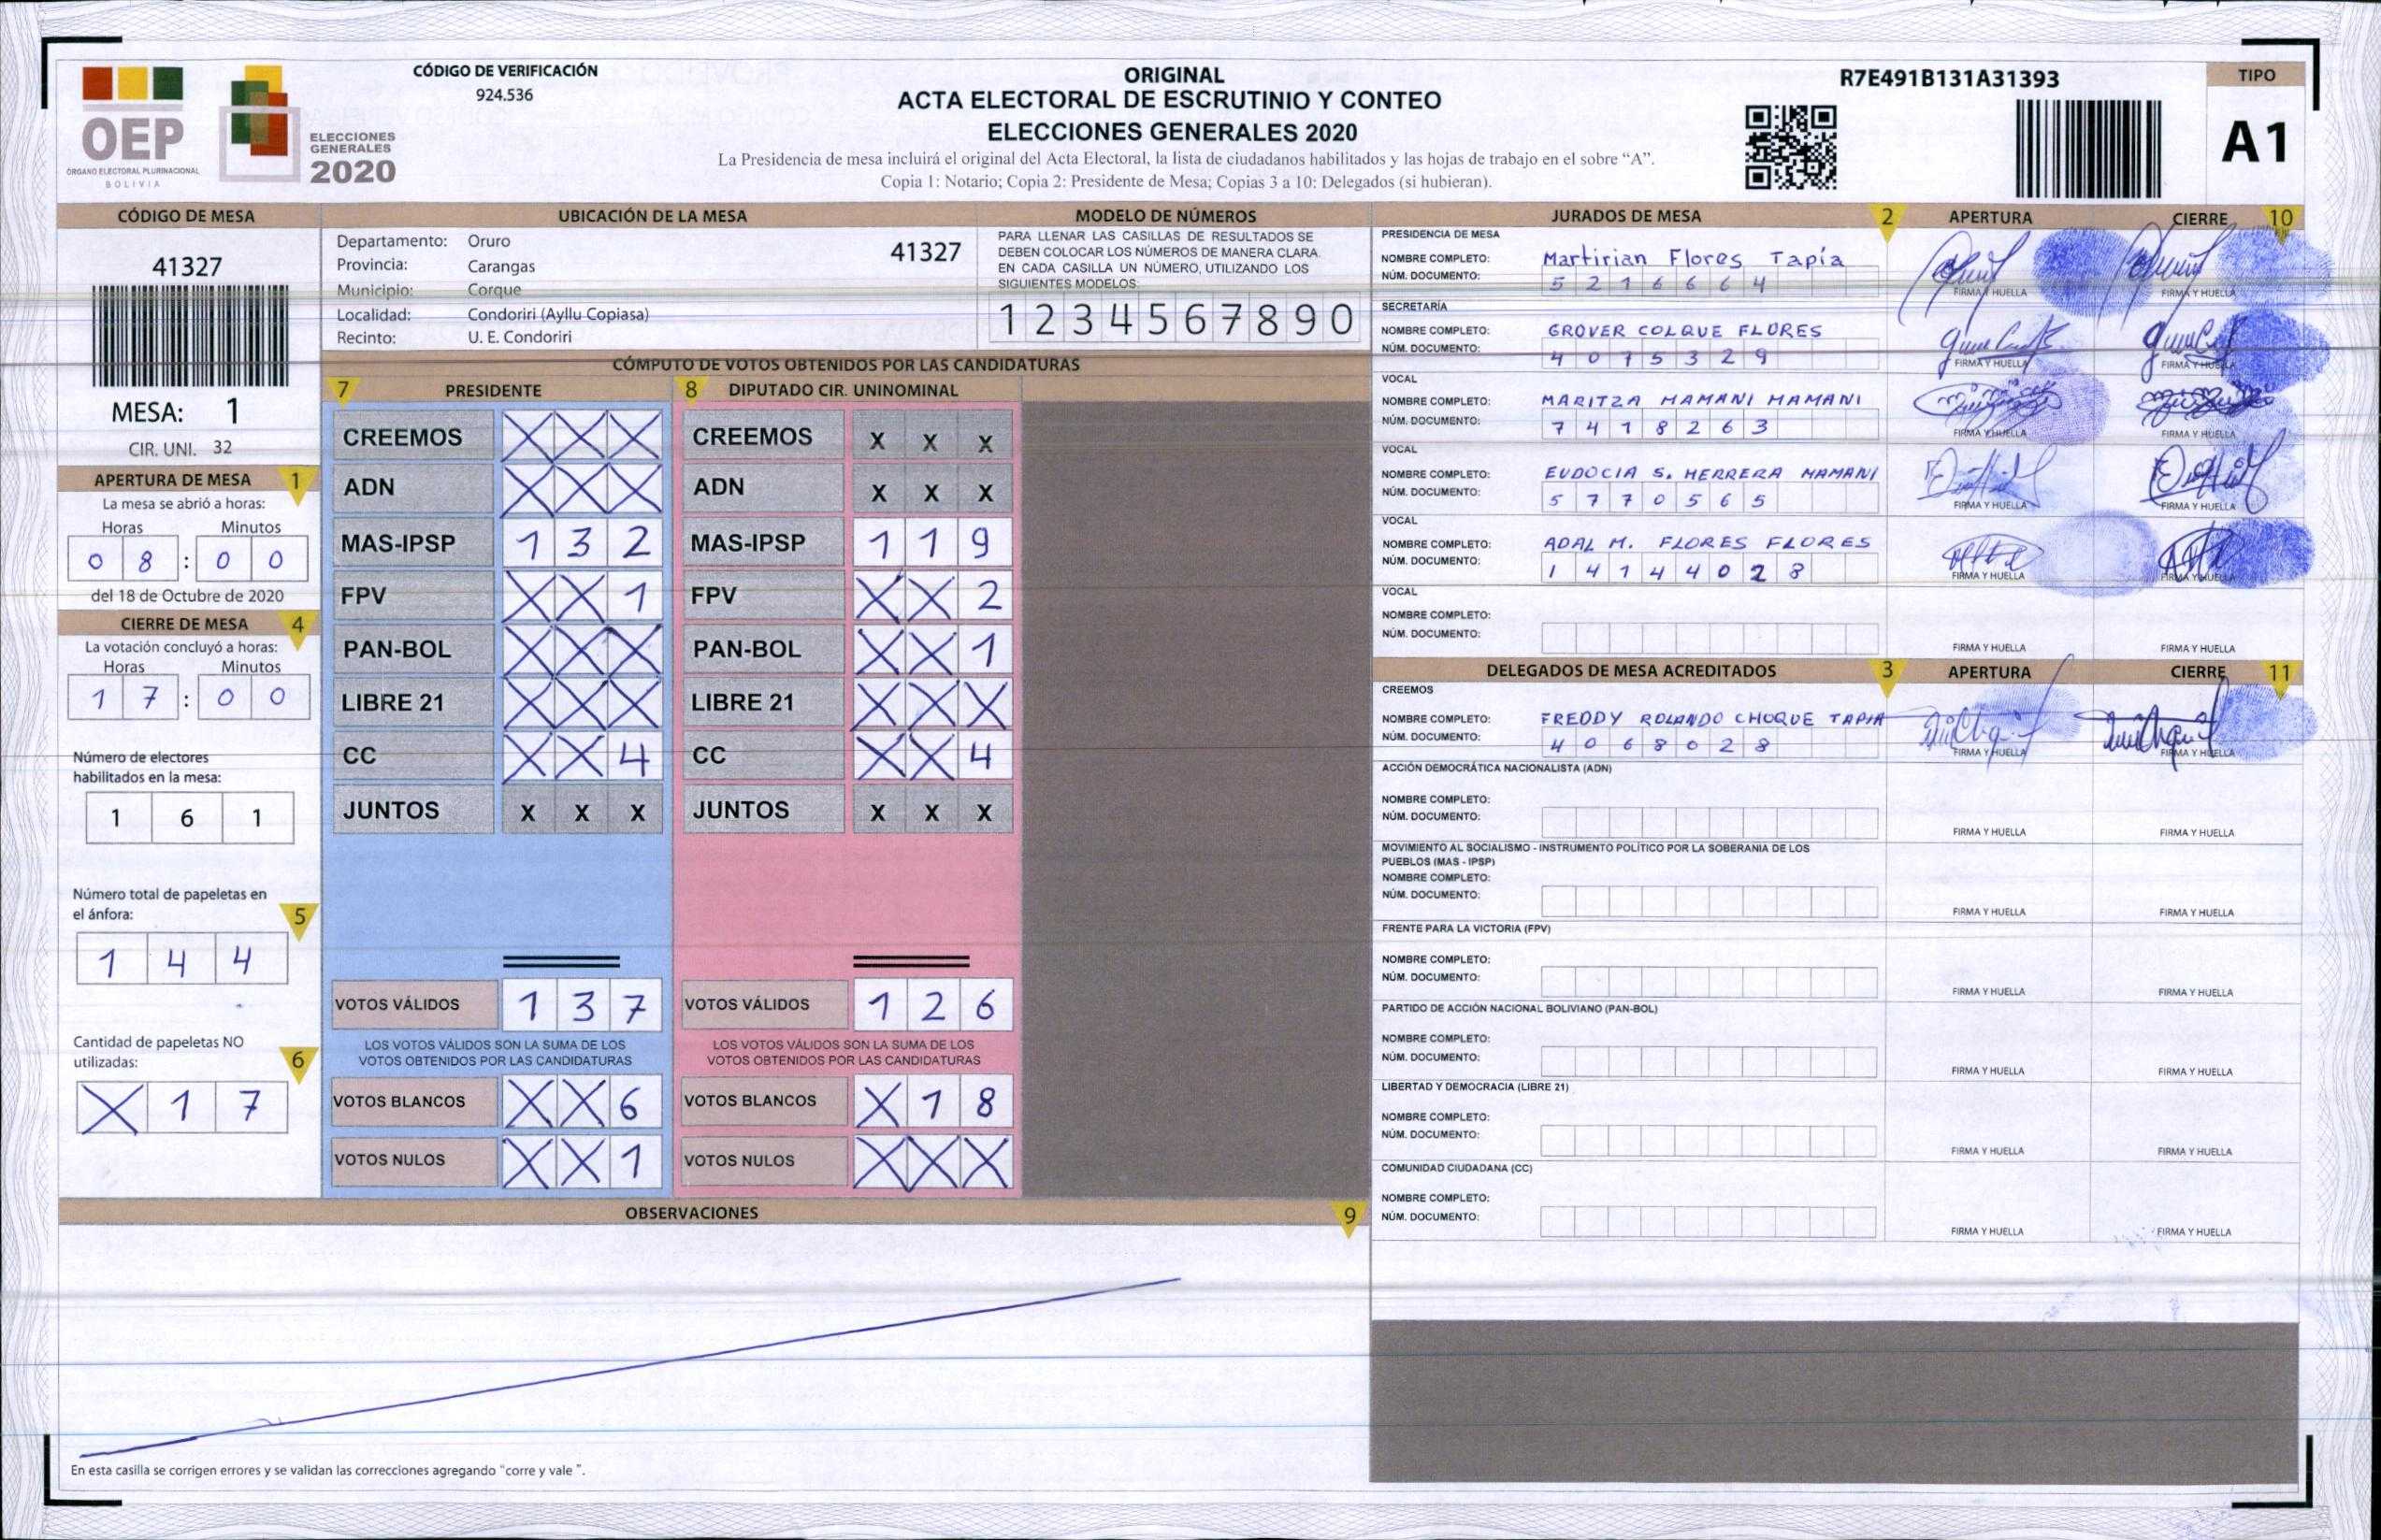 CÓDIGO DE VERIFICACIÓN
924.536
OEP
ÓRGANO ELECTORAL PLURINACIONAL
BOLIVIA
ELECCIONES
GENERALES
2020
ORIGINAL
ACTA ELECTORAL DE ESCRUTINIO Y CONTEO
ELECCIONES GENERALES 2020
La Presidencia de mesa incluirá el original del Acta Electoral, la lista de ciudadanos habilitados y las hojas de trabajo en el sobre “A”.
Copia 1: Notario; Copia 2: Presidente de Mesa; Copias 3 a 10: Delegados (si hubieran).
R7E491B131A31393
TIPO
A1
CÓDIGO DE MESA
41327
MESA: 1
CIR. UNI. 32
UBICACIÓN DE LA MESA
Departamento: Oruro
41327
Provincia: Carangas
Municipio: Corque
Localidad: Condoriri (Ayllu Copiasa)
Recinto: U. E. Condoriri
MODELO DE NÚMEROS
PARA LLENAR LAS CASILLAS DE RESULTADOS SE
DEBEN COLOCAR LOS NÚMEROS DE MANERA CLARA.
EN CADA CASILLA UN NÚMERO, UTILIZANDO LOS
SIGUIENTES MODELOS:
1 2 3 4 5 6 7 8 9 0
APERTURA DE MESA 1
La mesa se abrió a horas:
Horas Minutos
0 8 : 0 0
del 18 de Octubre de 2020
CIERRE DE MESA 4
La votación concluyó a horas:
Horas Minutos
1 7 : 0 0
Número de electores
habilitados en la mesa:
1 6 1
Número total de papeletas en
el ánfora: 5
1 4 4
Cantidad de papeletas NO
utilizadas: 6
X 1 7
CÓMPUTO DE VOTOS OBTENIDOS POR LAS CANDIDATURAS
7 PRESIDENTE
CREEMOS X X X
ADN X X X
MAS-IPSP 1 3 2
FPV X X 1
PAN-BOL X X X
LIBRE 21 X X X
CC X X 4
JUNTOS X X X
VOTOS VÁLIDOS 1 3 7
LOS VOTOS VÁLIDOS SON LA SUMA DE LOS
VOTOS OBTENIDOS POR LAS CANDIDATURAS
VOTOS BLANCOS X X 6
VOTOS NULOS X X 1
8 DIPUTADO CIR. UNINOMINAL
CREEMOS X X X
ADN X X X
MAS-IPSP 1 1 9
FPV X X 2
PAN-BOL X X 1
LIBRE 21 X X X
CC X X 4
JUNTOS X X X
VOTOS VÁLIDOS 1 2 6
LOS VOTOS VÁLIDOS SON LA SUMA DE LOS
VOTOS OBTENIDOS POR LAS CANDIDATURAS
VOTOS BLANCOS X 1 8
VOTOS NULOS X X X
OBSERVACIONES 9
En esta casilla se corrigen errores y se validan las correcciones agregando “corre y vale ”.
JURADOS DE MESA 2 APERTURA CIERRE 10
PRESIDENCIA DE MESA
NOMBRE COMPLETO: Martirian Flores Tapia
NÚM. DOCUMENTO: 5 2 1 6 6 6 4
FIRMA Y HUELLA FIRMA Y HUELLA
SECRETARÍA
NOMBRE COMPLETO: GROVER COLQUE FLORES
NÚM. DOCUMENTO: 4 0 7 5 3 2 9
FIRMA Y HUELLA FIRMA Y HUELLA
VOCAL
NOMBRE COMPLETO: MARITZA MAMANI MAMANI
NÚM. DOCUMENTO: 7 4 1 8 2 6 3
FIRMA Y HUELLA FIRMA Y HUELLA
VOCAL
NOMBRE COMPLETO: EUDOCIA S. HERRERA MAMANI
NÚM. DOCUMENTO: 5 7 7 0 5 6 5
FIRMA Y HUELLA FIRMA Y HUELLA
VOCAL
NOMBRE COMPLETO: ADAL M. FLORES FLORES
NÚM. DOCUMENTO: 1 4 1 4 4 0 2 8
FIRMA Y HUELLA FIRMA Y HUELLA
VOCAL
NOMBRE COMPLETO:
NÚM. DOCUMENTO:
FIRMA Y HUELLA FIRMA Y HUELLA
DELEGADOS DE MESA ACREDITADOS 3 APERTURA CIERRE 11
CREEMOS
NOMBRE COMPLETO: FREDDY ROLANDO CHOQUE TAPIA
NÚM. DOCUMENTO: 4 0 6 8 0 2 8
FIRMA Y HUELLA FIRMA Y HUELLA
ACCIÓN DEMOCRÁTICA NACIONALISTA (ADN)
NOMBRE COMPLETO:
NÚM. DOCUMENTO:
FIRMA Y HUELLA FIRMA Y HUELLA
MOVIMIENTO AL SOCIALISMO - INSTRUMENTO POLÍTICO POR LA SOBERANIA DE LOS
PUEBLOS (MAS - IPSP)
NOMBRE COMPLETO:
NÚM. DOCUMENTO:
FIRMA Y HUELLA FIRMA Y HUELLA
FRENTE PARA LA VICTORIA (FPV)
NOMBRE COMPLETO:
NÚM. DOCUMENTO:
FIRMA Y HUELLA FIRMA Y HUELLA
PARTIDO DE ACCIÓN NACIONAL BOLIVIANO (PAN-BOL)
NOMBRE COMPLETO:
NÚM. DOCUMENTO:
FIRMA Y HUELLA FIRMA Y HUELLA
LIBERTAD Y DEMOCRACIA (LIBRE 21)
NOMBRE COMPLETO:
NÚM. DOCUMENTO:
FIRMA Y HUELLA FIRMA Y HUELLA
COMUNIDAD CIUDADANA (CC)
NOMBRE COMPLETO:
NÚM. DOCUMENTO:
FIRMA Y HUELLA FIRMA Y HUELLA